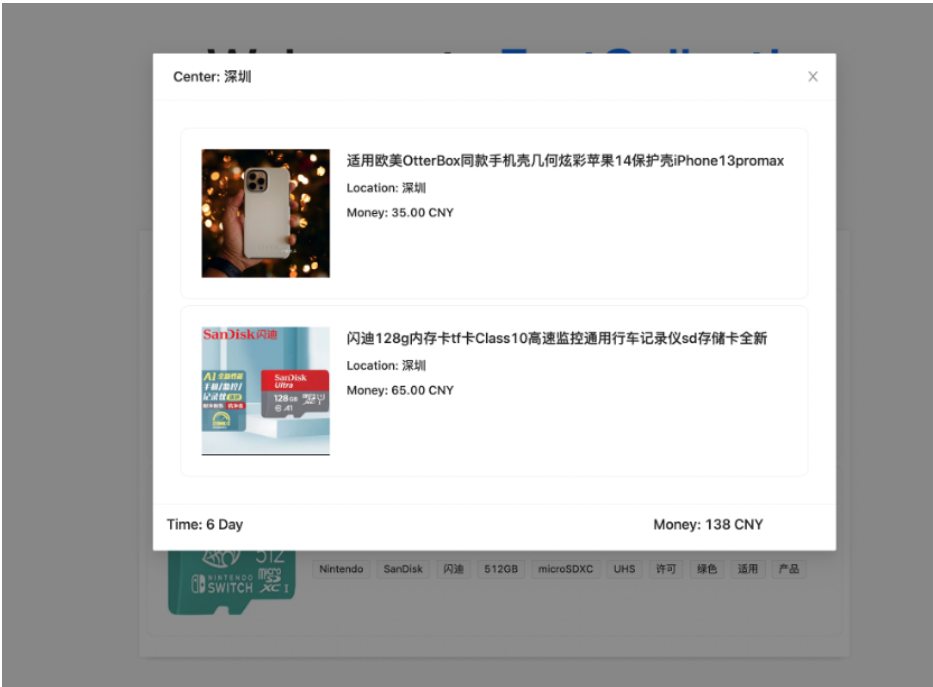 Center: 深圳
适用欧美OtterBox同款手机壳几何炫彩苹果14保护壳iPhone13promax
Location: 深圳
Money: 35.00 CNY
SanDisk闪迪
SanDisk
Ultra
128GB
A1
闪迪128g内存卡tf卡Class10高速监控通用行车记录仪sd存储卡全新
Location: 深圳
Money: 65.00 CNY
Time: 6 Day
Money: 138 CNY
512
NINTENDO
SWITCH
micro
XC I
Nintendo SanDisk 闪迪 512GB microSDXC UHS 许可 绿色 适用 产品